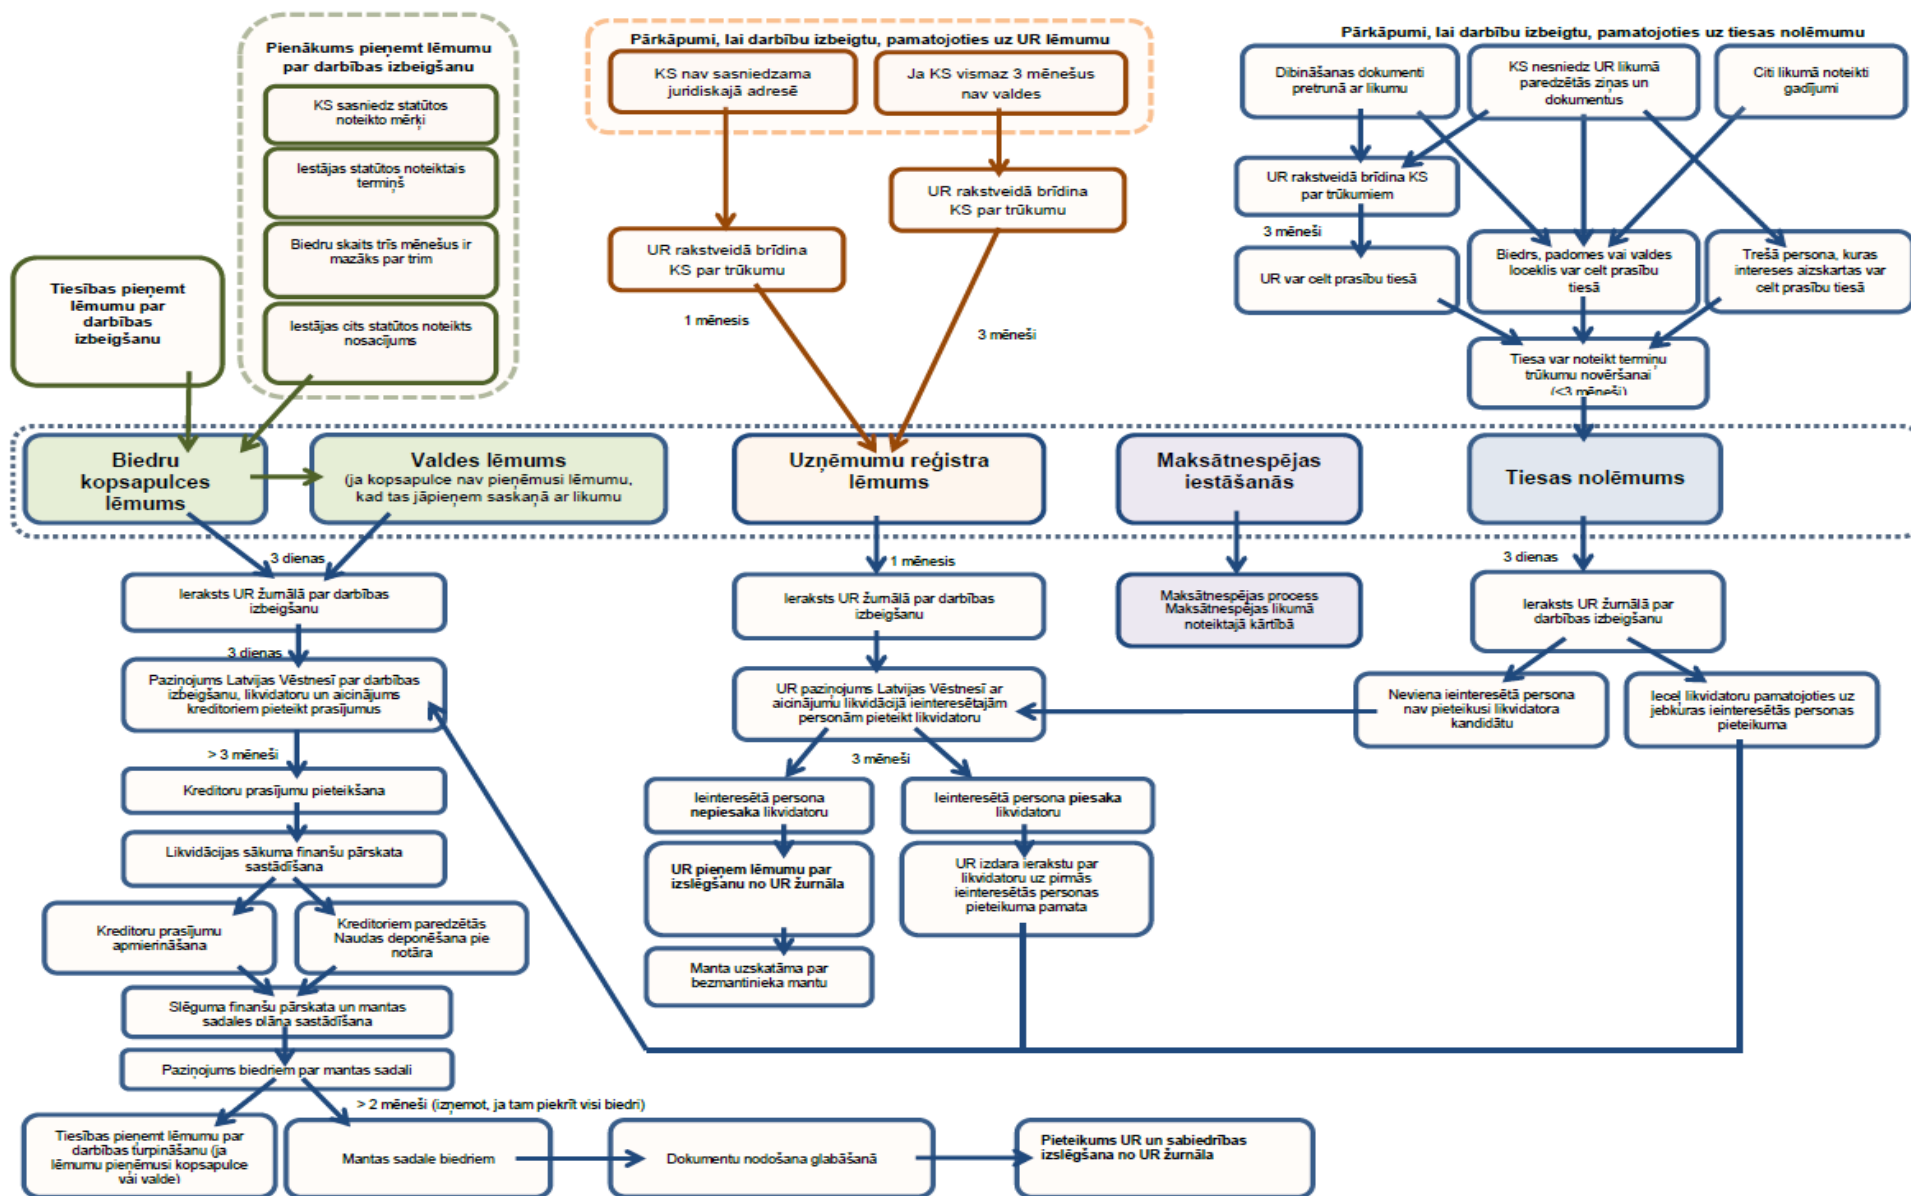 Pienākums pieņemt lēmumu
par darbības izbeigšanu
KS sasniedz statūtos
noteikto mērķi
Iestājas statūtos noteiktais
termiņš
Biedru skaits trīs mēnešus ir
mazāks par trim
Iestājas cits statūtos noteikts
nosacījums
Tiesības pieņemt
lēmumu par
darbības
izbeigšanu
Pārkāpumi, lai darbību izbeigtu, pamatojoties uz UR lēmumu
KS nav sasniedzama
juridiskajā adresē
Ja KS vismaz 3 mēnešus
nav valdes
UR rakstveidā brīdina
KS par trūkumu
UR rakstveidā brīdina
KS par trūkumu
1 mēnesis
3 mēneši
Pārkāpumi, lai darbību izbeigtu, pamatojoties uz tiesas nolēmumu
Dibināšanas dokumenti
pretrunā ar likumu
KS nesniedz UR likumā
paredzētās ziņas un
dokumentus
Citi likumā noteikti
gadījumi
UR rakstveidā brīdina KS
par trūkumiem
3 mēneši
UR var celt prasību tiesā
Biedrs, padomes vai valdes
loceklis var celt prasību
tiesā
Trešā persona, kuras
intereses aizskartas var
celt prasību tiesā
Tiesa var noteikt termiņu
trūkumu novēršanai
(<3 mēneši)
Biedru
kopsapulces
lēmums
Valdes lēmums
(ja kopsapulce nav pieņēmusi lēmumu,
kad tas jāpieņem saskaņā ar likumu
Uzņēmumu reģistra
lēmums
Maksātnespējas
iestāšanās
Tiesas nolēmums
3 dienas
1 mēnesis
3 dienas
Ieraksts UR žurnālā par darbības
izbeigšanu
3 dienas
Paziņojums Latvijas Vēstnesī par darbības
izbeigšanu, likvidatoru un aicinājums
kreditoriem pieteikt prasījumus
> 3 mēneši
Kreditoru prasījumu pieteikšana
Likvidācijas sākuma finanšu pārskata
sastādīšana
Kreditoru prasījumu
apmierināšana
Kreditoriem paredzētās
Naudas deponēšana pie
notāra
Slēguma finanšu pārskata un mantas
sadales plāna sastādīšana
Paziņojums biedriem par mantas sadali
> 2 mēneši (izņemot, ja tam piekrīt visi biedri)
Tiesības pieņemt lēmumu par
darbības turpināšanu (ja
lēmumu pieņēmusi kopsapulce
vai valde)
Mantas sadale biedriem
Dokumentu nodošana glabāšanā
Pieteikums UR un sabiedrības
izslēgšana no UR žurnāla
Ieraksts UR žurnālā par darbības
izbeigšanu
UR paziņojums Latvijas Vēstnesī ar
aicinājumu likvidācijā ieinteresētajām
personām pieteikt likvidatoru
3 mēneši
Ieinteresētā persona
nepiesaka likvidatoru
Ieinteresētā persona piesaka
likvidatoru
UR pieņem lēmumu par
izslēgšanu no UR žurnāla
UR izdara ierakstu par
likvidatoru uz pirmās
ieinteresētās personas
pieteikuma pamata
Manta uzskatāma par
bezmantinieka mantu
Maksātnespējas process
Maksātnespējas likumā
noteiktajā kārtībā
Ieraksts UR žurnālā par
darbības izbeigšanu
Neviena ieinteresētā persona
nav pieteikusi likvidatora
kandidātu
Ieceļ likvidatoru pamatojoties uz
jebkuras ieinteresētās personas
pieteikuma